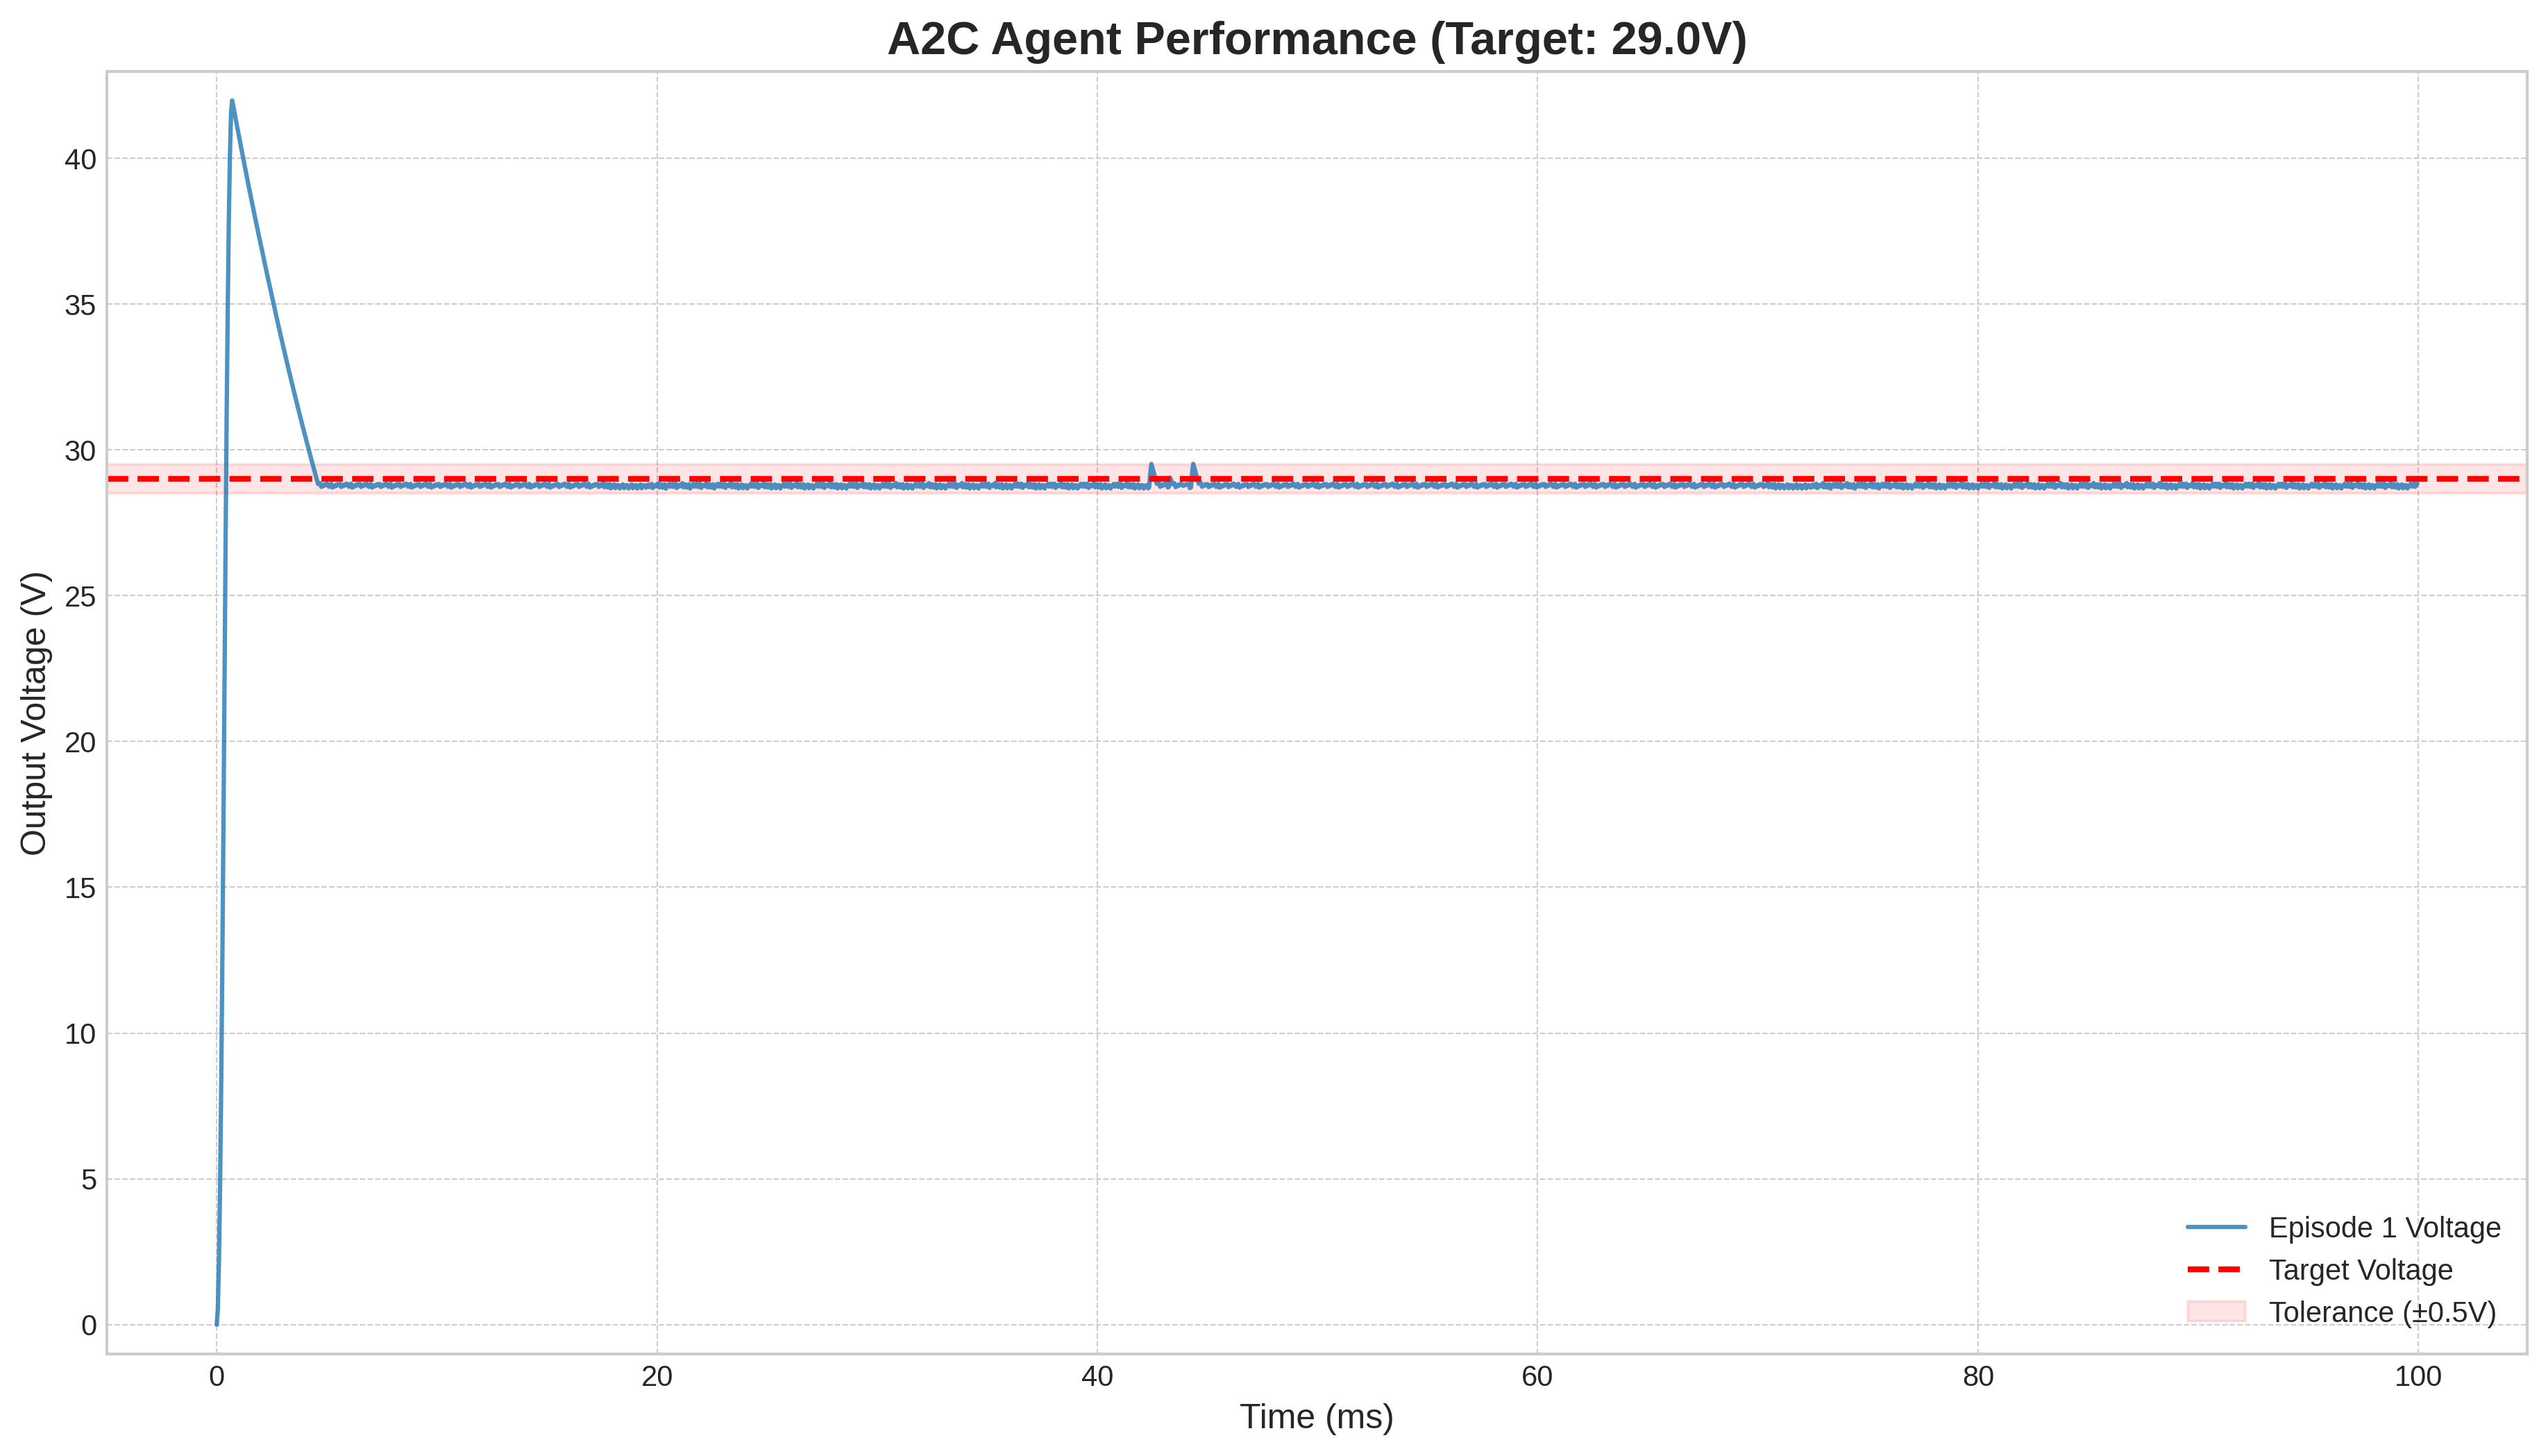 A2C Agent Performance (Target: 29.0V)
Output Voltage (V)
40
35
30
25
20
15
10
5
0
0 20 40 60 80 100
Time (ms)
Episode 1 Voltage
Target Voltage
Tolerance (±0.5V)